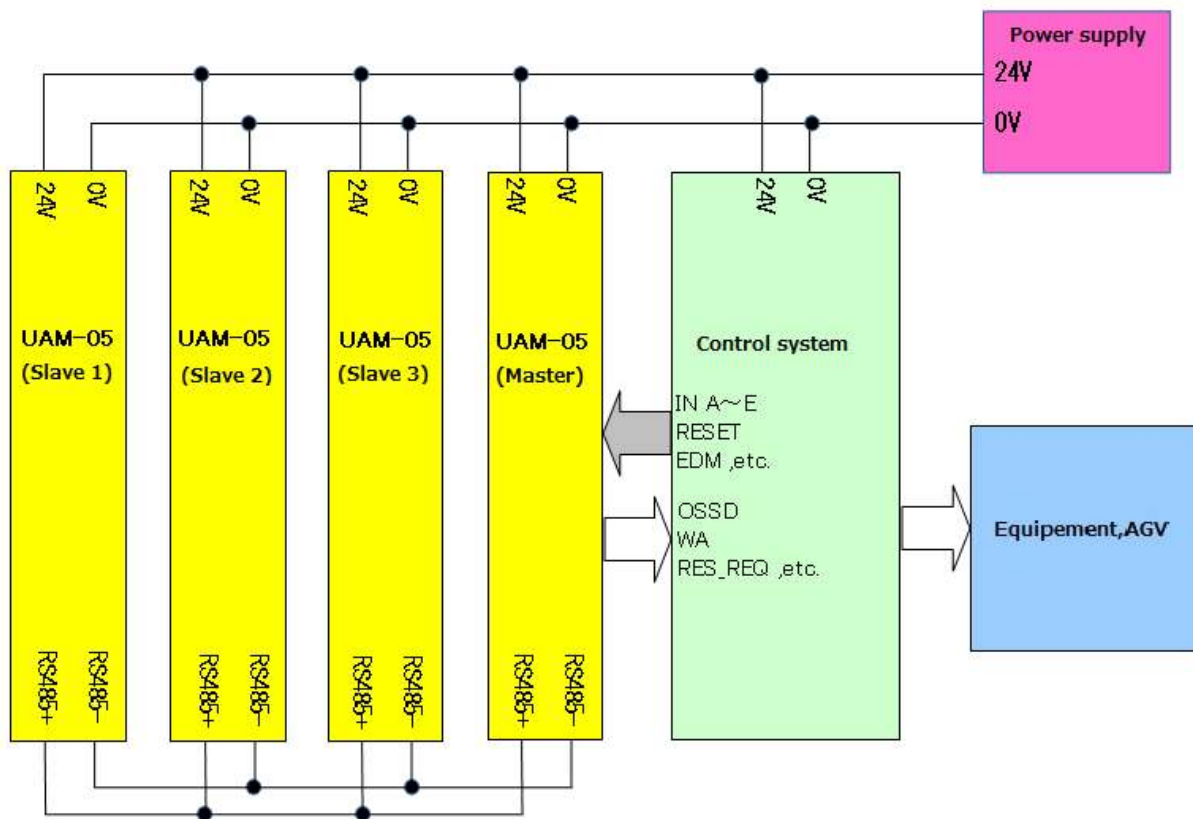 Power supply
24V
0V
24V
0V
24V
0V
24V
0V
24V
0V
24V
0V
UAM-05
(Slave 1)
UAM-05
(Slave 2)
UAM-05
(Slave 3)
UAM-05
(Master)
Control system
IN A～E
RESET
EDM ,etc.
OSSD
WA
RES_REQ ,etc.
Equipement,AGV
RS485+
RS485-
RS485+
RS485-
RS485+
RS485-
RS485+
RS485-